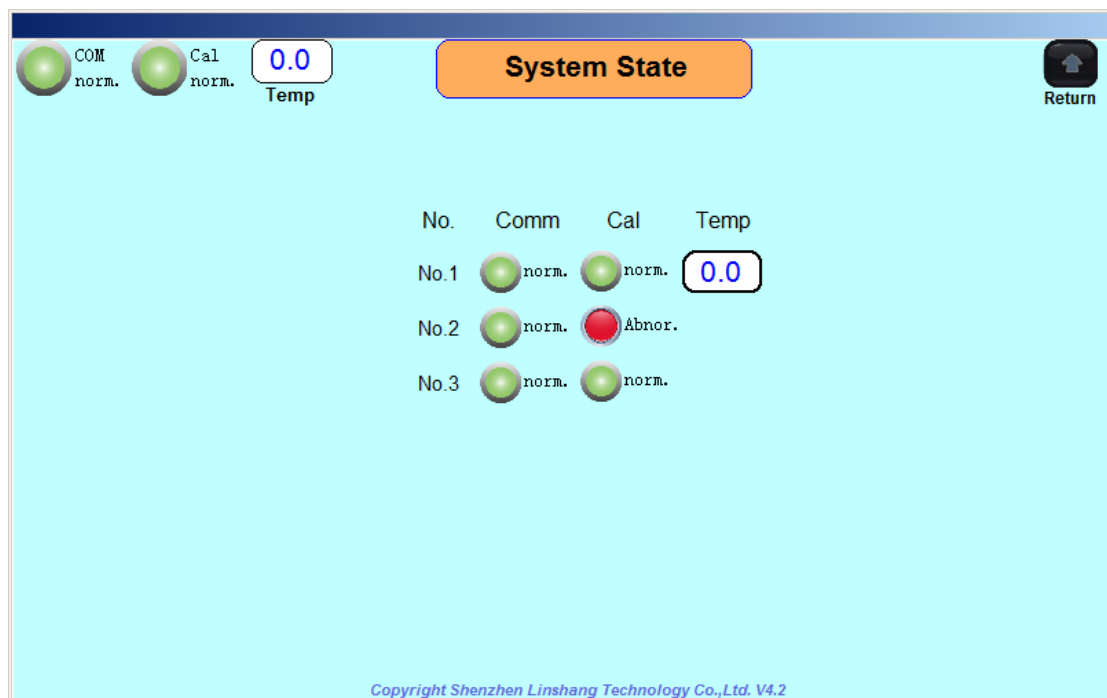 COM
norm.
Cal
norm.
0.0
Temp
System State
Return
No. Comm Cal Temp
No.1 norm. norm. 0.0
No.2 norm. Abnor.
No.3 norm. norm.
Copyright Shenzhen Linshang Technology Co.,Ltd. V4.2